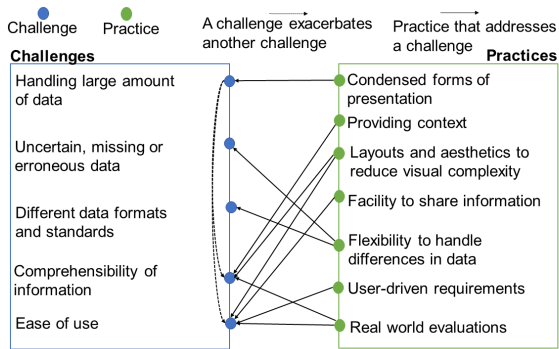 Challenge
Practice
A challenge exacerbates
another challenge
Practice that addresses
a challenge
Challenges
Practices
Handling large amount
of data
Uncertain, missing or
erroneous data
Different data formats
and standards
Comprehensibility of
information
Ease of use
Condensed forms of
presentation
Providing context
Layouts and aesthetics to
reduce visual complexity
Facility to share information
Flexibility to handle
differences in data
User-driven requirements
Real world evaluations